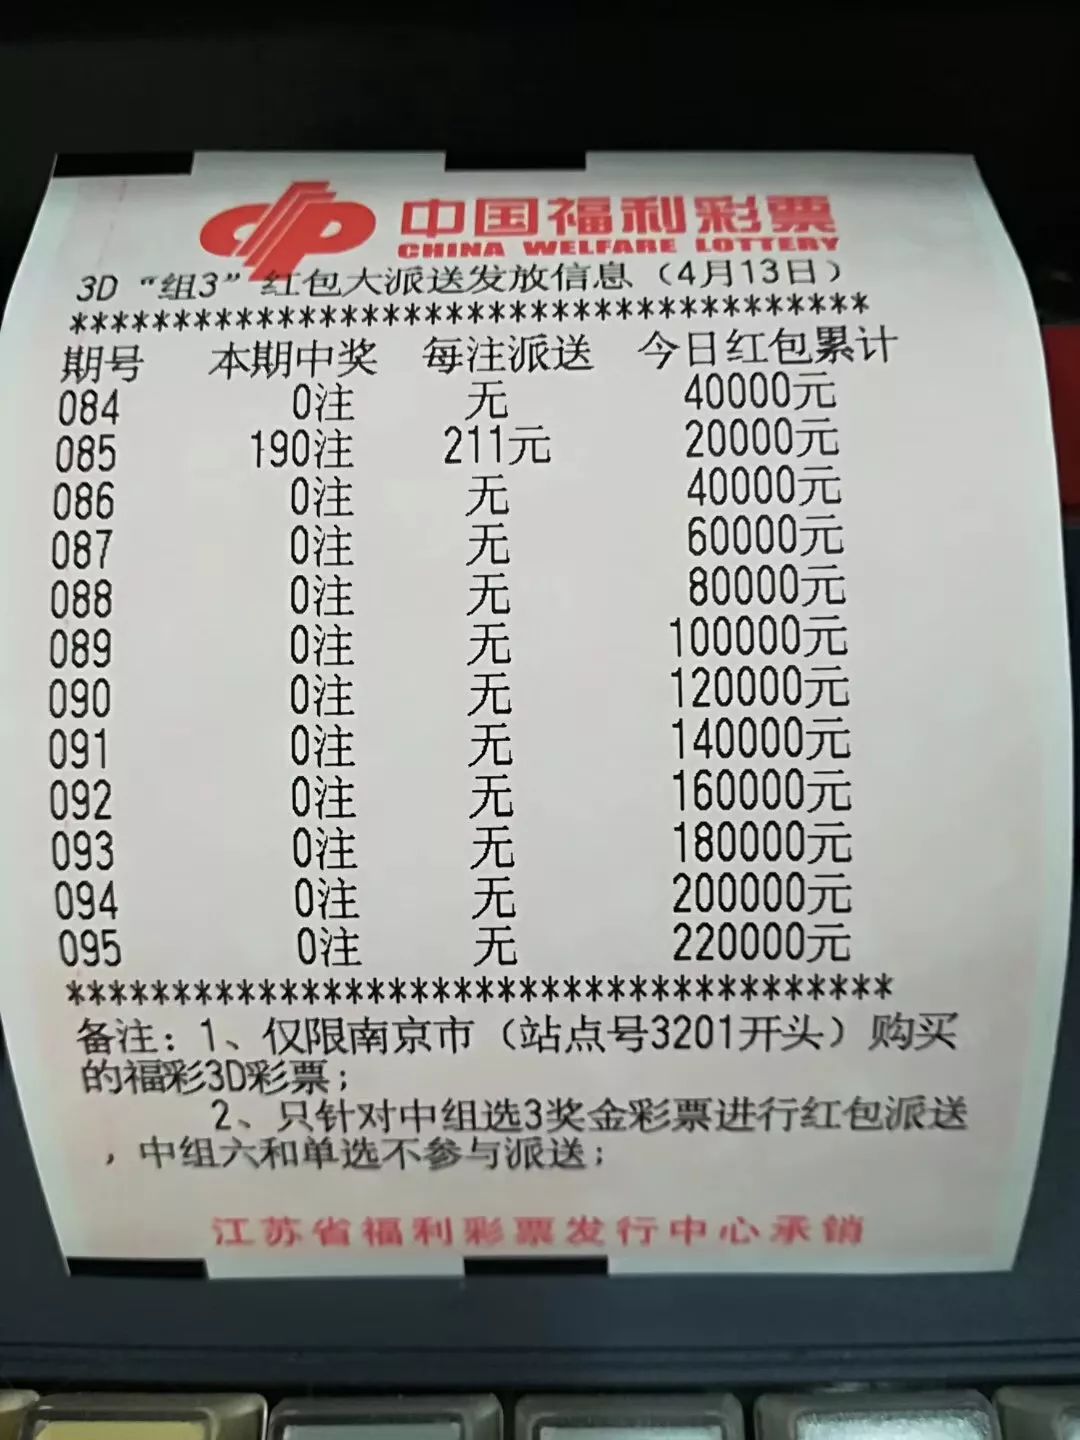 中国福利彩票
CHINA WELFARE LOTTERY
3D “组3”红包大派送发放信息（4月13日）
**************************************
期号 本期中奖 每注派送 今日红包累计
084 0注 无 40000元
085 190注 211元 20000元
086 0注 无 40000元
087 0注 无 60000元
088 0注 无 80000元
089 0注 无 100000元
090 0注 无 120000元
091 0注 无 140000元
092 0注 无 160000元
093 0注 无 180000元
094 0注 无 200000元
095 0注 无 220000元
**************************************
备注：1、仅限南京市（站点号3201开头）购买
的福彩3D彩票；
2、只针对中组选3奖金彩票进行红包派送
，中组六和单选不参与派送；
江苏省福利彩票发行中心承销